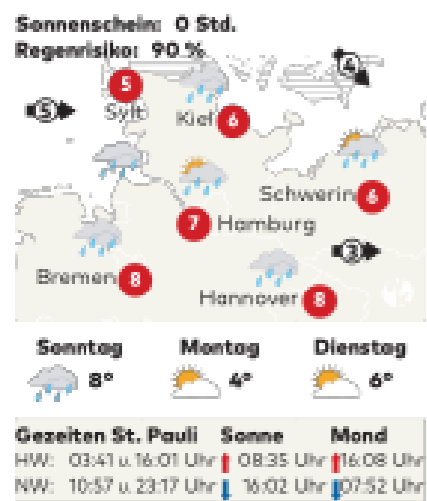 Sonnenschein: 0 Std.
Regenrisiko: 90 %
4
5
5
Sylt
Kiel 6
Schwerin 6
7 Hamburg
3
Bremen 8
Hannover 8
Sonntag Montag Dienstag
8° 4° 6°
Gezeiten St. Pauli Sonne Mond
HW: 03:41 u. 16:01 Uhr 08:35 Uhr 16:08 Uhr
NW: 10:57 u. 23:17 Uhr 16:02 Uhr 07:52 Uhr